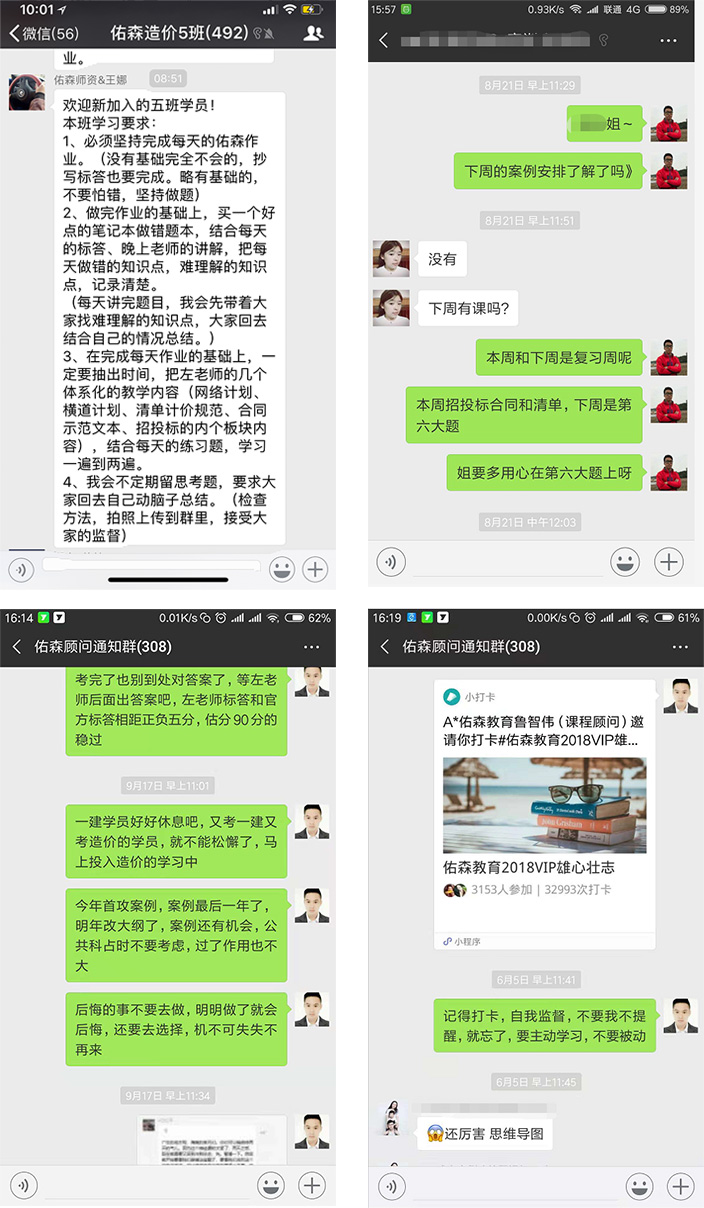 10:01
微信(56)
佑森造价5班(492)
业。
佑森师资&王娜
08:51
欢迎新加入的五班学员！
本班学习要求：
1、必须坚持完成每天的佑森作
业。（没有基础完全不会的，抄
写标答也要完成。略有基础的，
不要怕错，坚持做题）
2、做完作业的基础上，买一个好
点的笔记本做错题本，结合每天
的标答、晚上老师的讲解，把每
天做错的知识点，难理解的知识
点，记录清楚。
（每天讲完题目，我会先带着大
家找难理解的知识点，大家回去
结合自己的情况总结。）
3、在完成每天作业的基础上，一
定要抽出时间，把左老师的几个
体系化的教学内容（网络计划、
横道计划、清单计价规范、合同
示范文本、招投标的内个板块内
容），结合每天的练习题，学习
一遍到两遍。
4、我会不定期留思考题，要求大
家回去自己动脑子总结。（检查
方法，拍照上传到群里，接受大
家的监督）
15:57
0.93K/s
联通 4G
89%
8月21日 早上11:29
姐～
下周的案例安排了解了吗》
8月21日 早上11:51
没有
下周有课吗?
本周和下周是复习周呢
本周招投标合同和清单，下周是第
六大题
姐要多用心在第六大题上呀
8月21日 中午12:03
16:14
0.01K/s
62%
佑森顾问通知群(308)
考完了也别到处对答案了，等左老
师后面出答案吧，左老师标答和官
方标答相距正负五分，估分90分的
稳过
9月17日 早上11:01
一建学员好好休息吧，又考一建又
考造价的学员，就不能松懈了，马
上投入造价的学习中
今年首攻案例，案例最后一年了，
明年改大纲了，案例还有机会，公
共科占时不要考虑，过了作用也不
大
后悔的事不要去做，明明做了就会
后悔，还要去选择，机不可失失不
再来
9月17日 早上11:34
16:19
0.00K/s
61%
佑森顾问通知群(308)
小打卡
A*佑森教育鲁智伟（课程顾问）邀
请你打卡#佑森教育2018VIP雄...
佑森教育2018VIP雄心壮志
3153人参加 | 32993次打卡
小程序
6月5日 早上11:41
记得打卡，自我监督，不要我不提
醒，就忘了，要主动学习，不要被动
6月5日 早上11:45
还厉害 思维导图